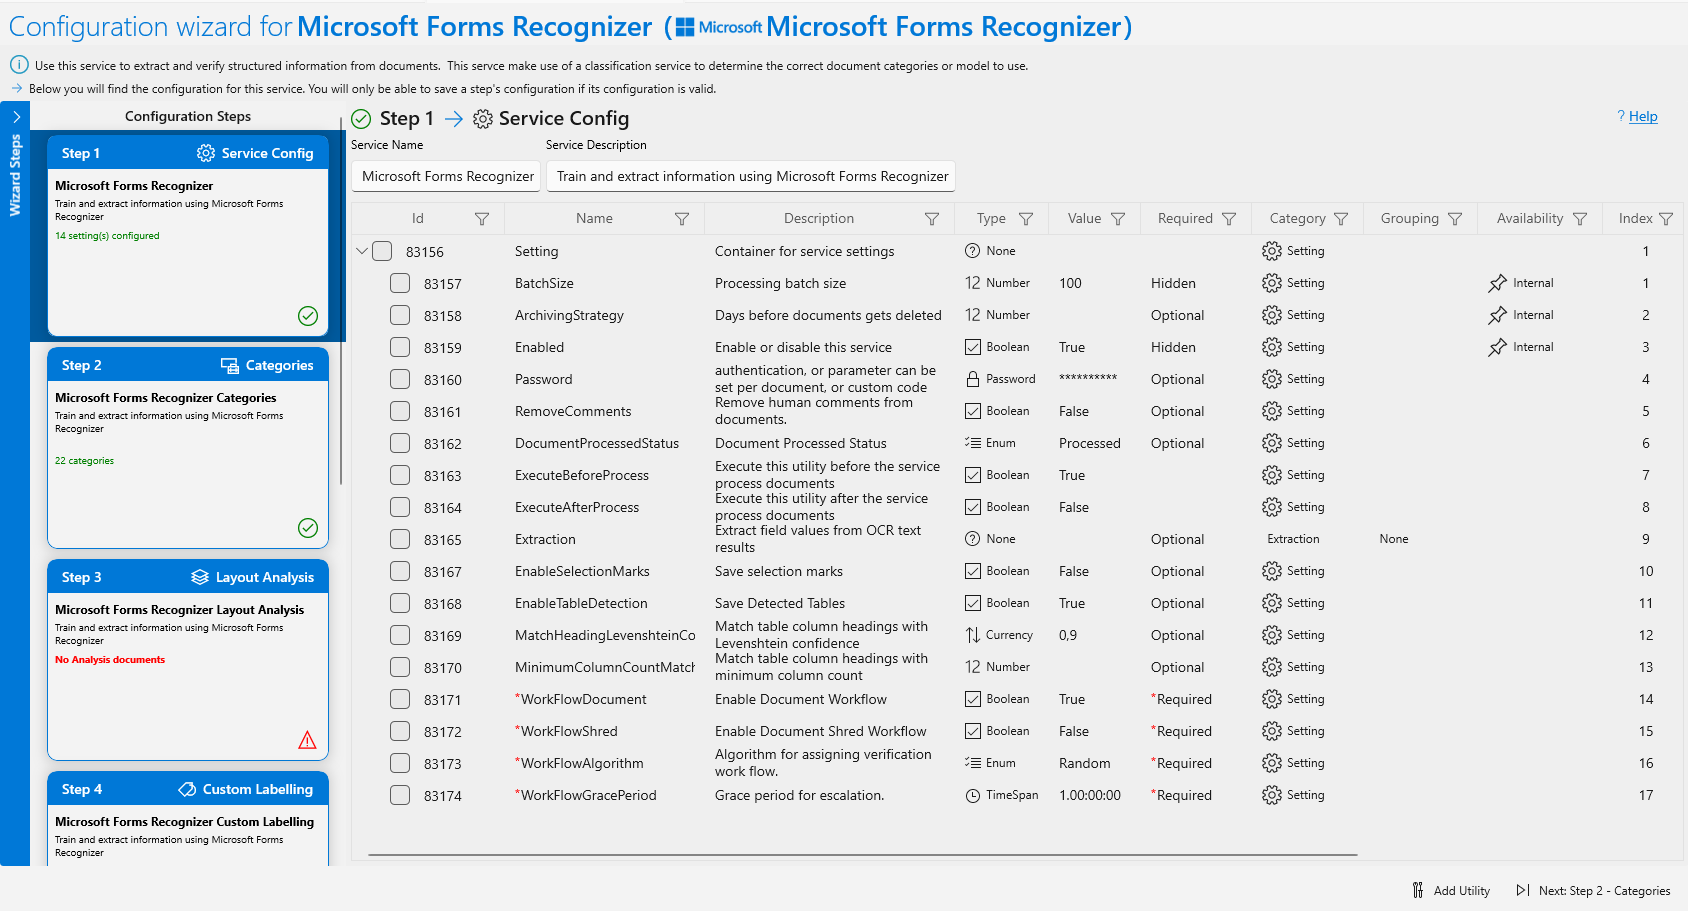 Configuration wizard for Microsoft Forms Recognizer ( Microsoft Microsoft Forms Recognizer)
Use this service to extract and verify structured information from documents. This servce make use of a classification service to determine the correct document categories or model to use.
Below you will find the configuration for this service. You will only be able to save a step's configuration if its configuration is valid.
Wizard Steps
Configuration Steps
Step 1 Service Config
Microsoft Forms Recognizer
Train and extract information using Microsoft Forms
Recognizer
14 setting(s) configured
Step 2 Categories
Microsoft Forms Recognizer Categories
Train and extract information using Microsoft Forms
Recognizer
22 categories
Step 3 Layout Analysis
Microsoft Forms Recognizer Layout Analysis
Train and extract information using Microsoft Forms
Recognizer
No Analysis documents
Step 4 Custom Labelling
Microsoft Forms Recognizer Custom Labelling
Train and extract information using Microsoft Forms
Recognizer
Step 1 → Service Config
? Help
Service Name Service Description
Microsoft Forms Recognizer Train and extract information using Microsoft Forms Recognizer
Id Name Description Type Value Required Category Grouping Availability Index
83156 Setting Container for service settings None Setting 1
83157 BatchSize Processing batch size 12 Number 100 Hidden Setting Internal 1
83158 ArchivingStrategy Days before documents gets deleted 12 Number Optional Setting Internal 2
83159 Enabled Enable or disable this service Boolean True Hidden Setting Internal 3
83160 Password authentication, or parameter can be
set per document, or custom code Password ********** Optional Setting 4
83161 RemoveComments Remove human comments from
documents. Boolean False Optional Setting 5
83162 DocumentProcessedStatus Document Processed Status Enum Processed Optional Setting 6
83163 ExecuteBeforeProcess Execute this utility before the service
process documents Boolean True Setting 7
83164 ExecuteAfterProcess Execute this utility after the service
process documents Boolean False Setting 8
83165 Extraction Extract field values from OCR text
results None Optional Extraction None 9
83167 EnableSelectionMarks Save selection marks Boolean False Optional Setting 10
83168 EnableTableDetection Save Detected Tables Boolean True Optional Setting 11
83169 MatchHeadingLevenshteinCo Match table column headings with
Levenshtein confidence Currency 0,9 Optional Setting 12
83170 MinimumColumnCountMatch Match table column headings with
minimum column count 12 Number Optional Setting 13
83171 *WorkFlowDocument Enable Document Workflow Boolean True *Required Setting 14
83172 *WorkFlowShred Enable Document Shred Workflow Boolean False *Required Setting 15
83173 *WorkFlowAlgorithm Algorithm for assigning verification
work flow. Enum Random *Required Setting 16
83174 *WorkFlowGracePeriod Grace period for escalation. TimeSpan 1.00:00:00 *Required Setting 17
Add Utility Next: Step 2 - Categories